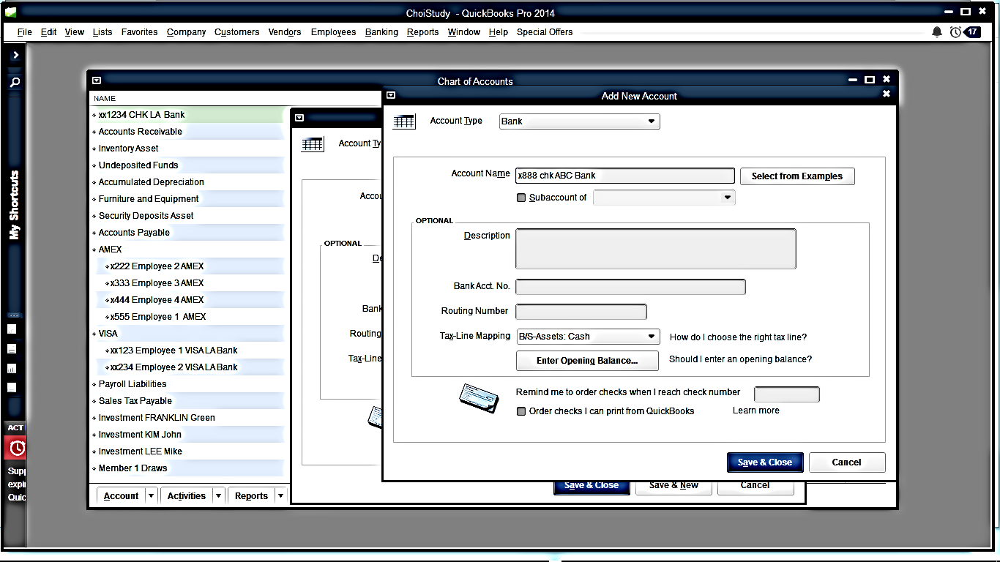 ChoiStudy - QuickBooks Pro 2014
File Edit View Lists Favorites Company Customers Vendors Employees Banking Reports Window Help Special Offers
17
My Shortcuts
ACT
Supp
expi
Quic
Chart of Accounts
NAME
xx1234 CHK LA Bank
Accounts Receivable
Inventory Asset
Undeposited Funds
Accumulated Depreciation
Furniture and Equipment
Security Deposits Asset
Accounts Payable
AMEX
x222 Employee 2 AMEX
x333 Employee 3 AMEX
x444 Employee 4 AMEX
x555 Employee 1 AMEX
VISA
xx123 Employee 1 VISA LA Bank
xx234 Employee 2 VISA LA Bank
Payroll Liabilities
Sales Tax Payable
Investment FRANKLIN Green
Investment KIM John
Investment LEE Mike
Member 1 Draws
Account Activities Reports
Account Ty
Accou
OPTIONAL
De
Bank
Routing
Tax-Line
Save & Close Save & New Cancel
Add New Account
Account Type Bank
Account Name x888 chk ABC Bank Select from Examples
Subaccount of
OPTIONAL
Description
Bank Acct. No.
Routing Number
Tax-Line Mapping B/S-Assets: Cash How do I choose the right tax line?
Enter Opening Balance... Should I enter an opening balance?
Remind me to order checks when I reach check number
Order checks I can print from QuickBooks Learn more
Save & Close Cancel